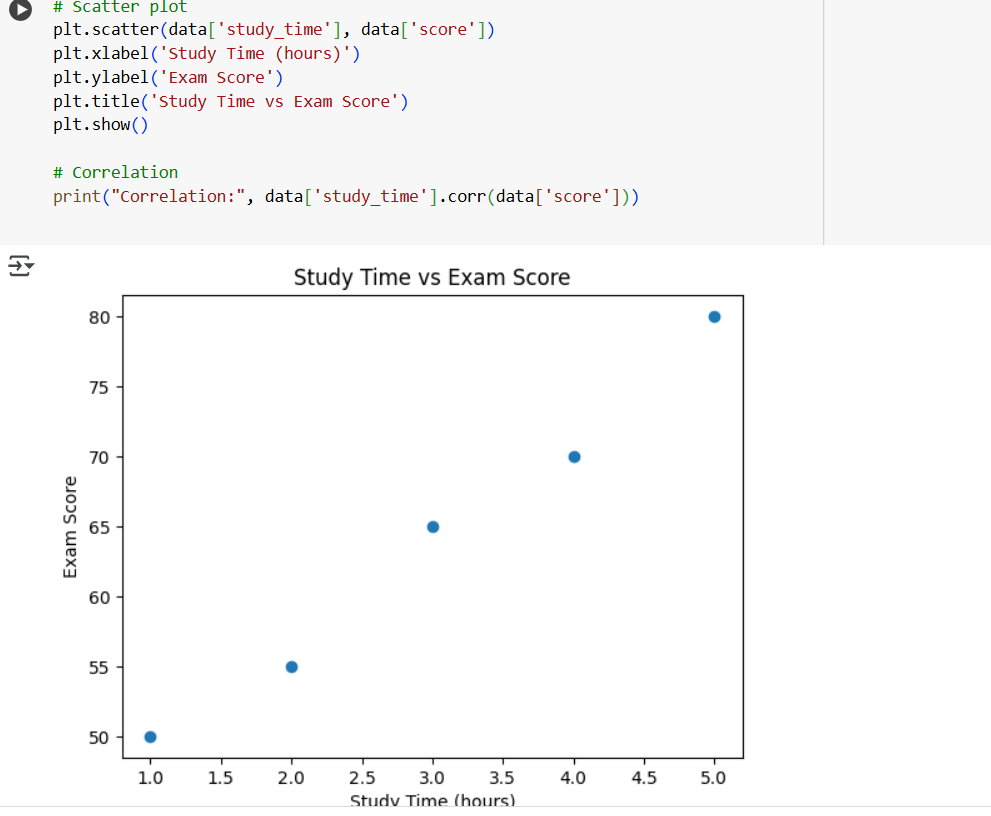 # Scatter plot
plt.scatter(data['study_time'], data['score'])
plt.xlabel('Study Time (hours)')
plt.ylabel('Exam Score')
plt.title('Study Time vs Exam Score')
plt.show()
# Correlation
print("Correlation:", data['study_time'].corr(data['score']))
Study Time vs Exam Score
80
75
70
65
60
55
50
Exam Score
1.0 1.5 2.0 2.5 3.0 3.5 4.0 4.5 5.0
Study Time (hours)